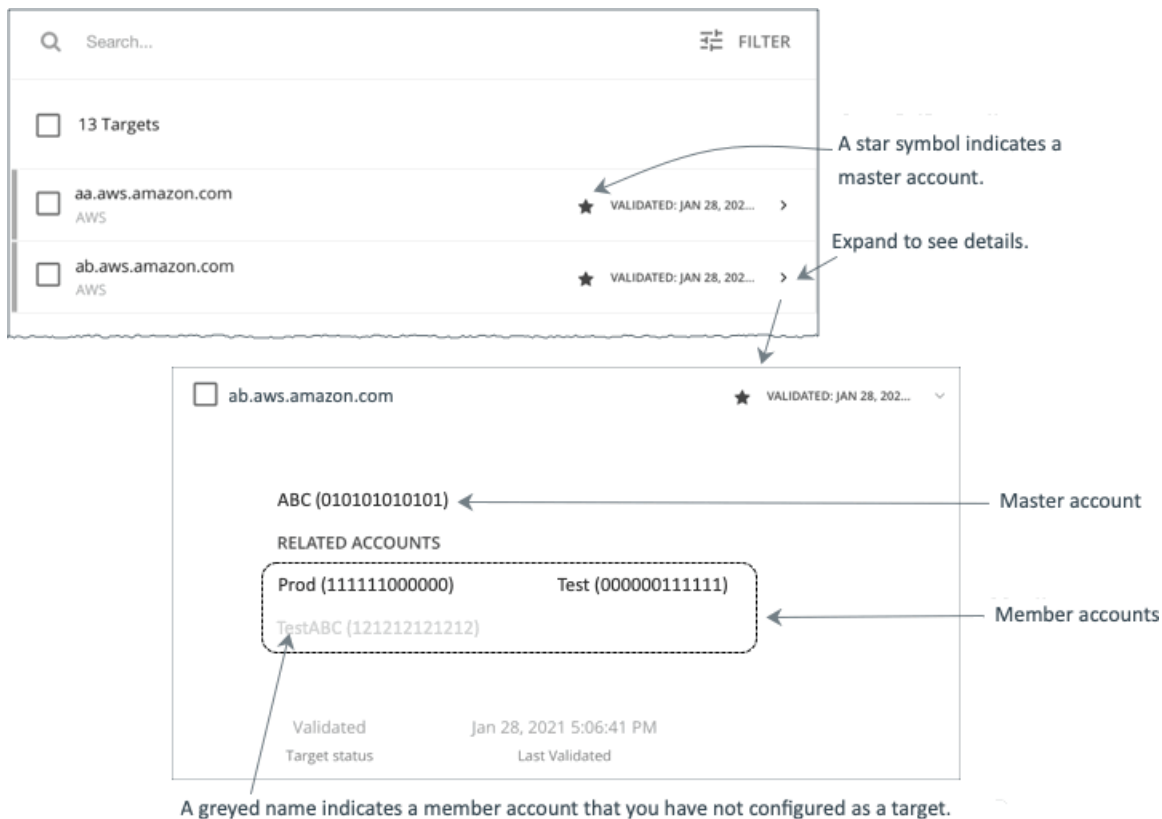 Search...
FILTER
13 Targets
A star symbol indicates a
master account.
aa.aws.amazon.com
AWS
VALIDATED: JAN 28, 202...
Expand to see details.
ab.aws.amazon.com
AWS
VALIDATED: JAN 28, 202...
ab.aws.amazon.com
VALIDATED: JAN 28, 202...
ABC (010101010101)
Master account
RELATED ACCOUNTS
Prod (111111000000)
Test (000000111111)
Member accounts
TestABC (121212121212)
Validated
Jan 28, 2021 5:06:41 PM
Target status
Last Validated
A greyed name indicates a member account that you have not configured as a target.